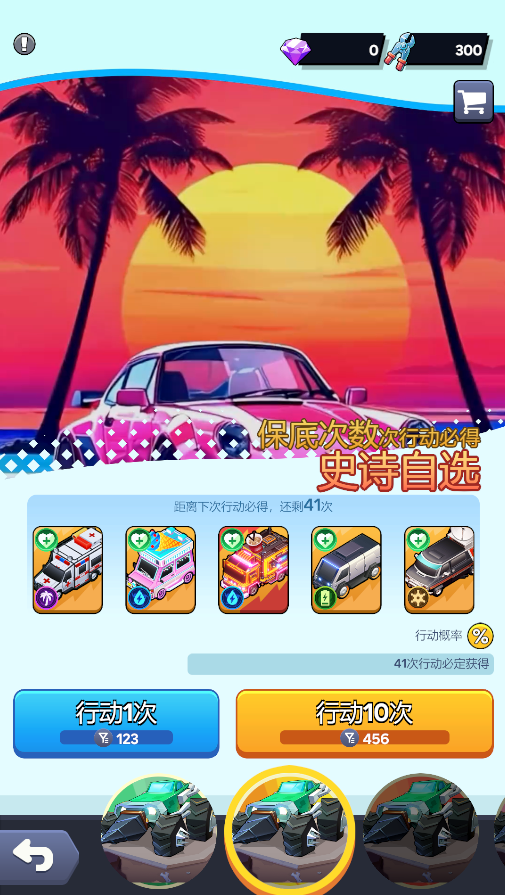 0
300
保底次数次行动必得
史诗自选
距离下次行动必得，还剩41次
行动概率 %
41次行动必定获得
行动1次
行动10次
123
456